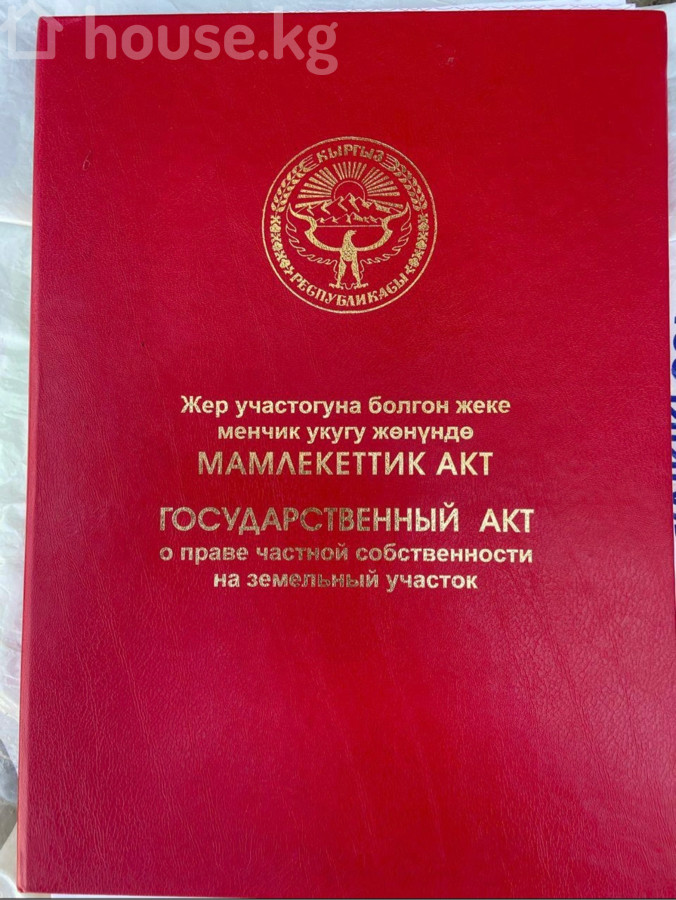 house.kg
КЫРГЫЗ
РЕСПУБЛИКАСЫ
Жер участогуна болгон жеке
менчик укугу жөнүндө
МАМЛЕКЕТТИК АКТ
ГОСУДАРСТВЕННЫЙ АКТ
о праве частной собственности
на земельный участок